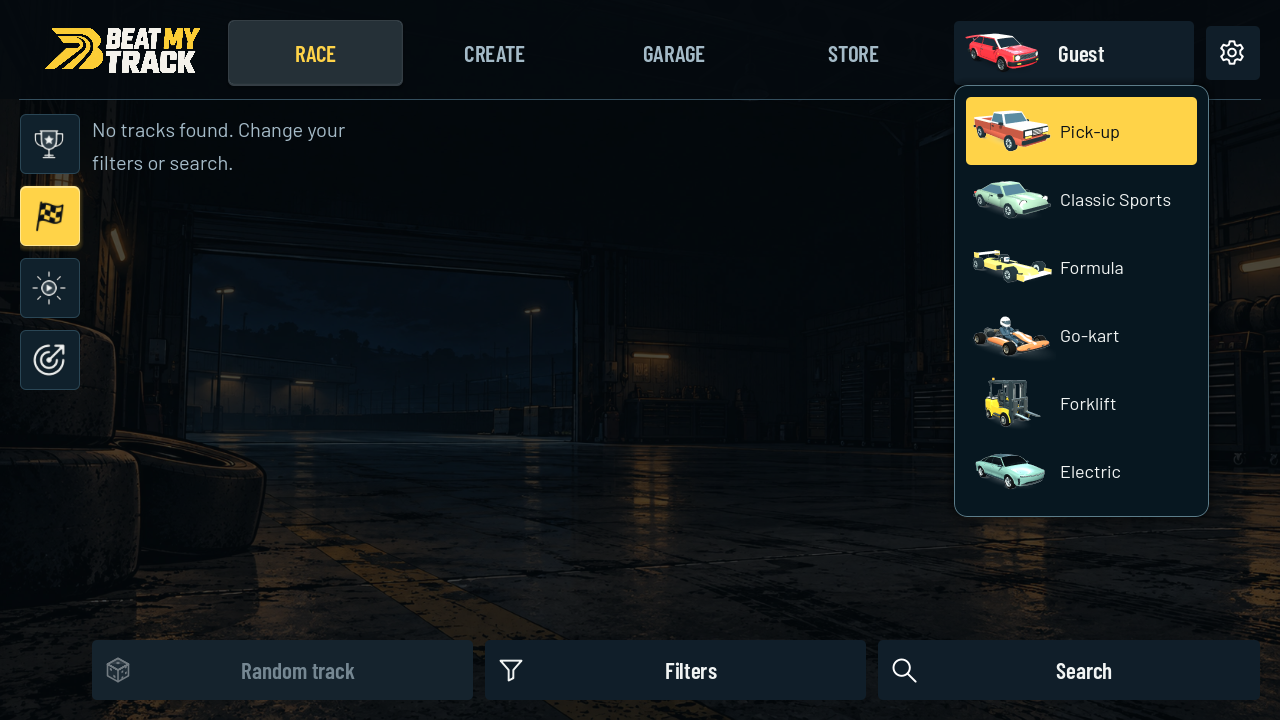 BEAT MY
TRACK
RACE
CREATE
GARAGE
STORE
Guest
No tracks found. Change your
filters or search.
Pick-up
Classic Sports
Formula
Go-kart
Forklift
Electric
Random track
Filters
Search